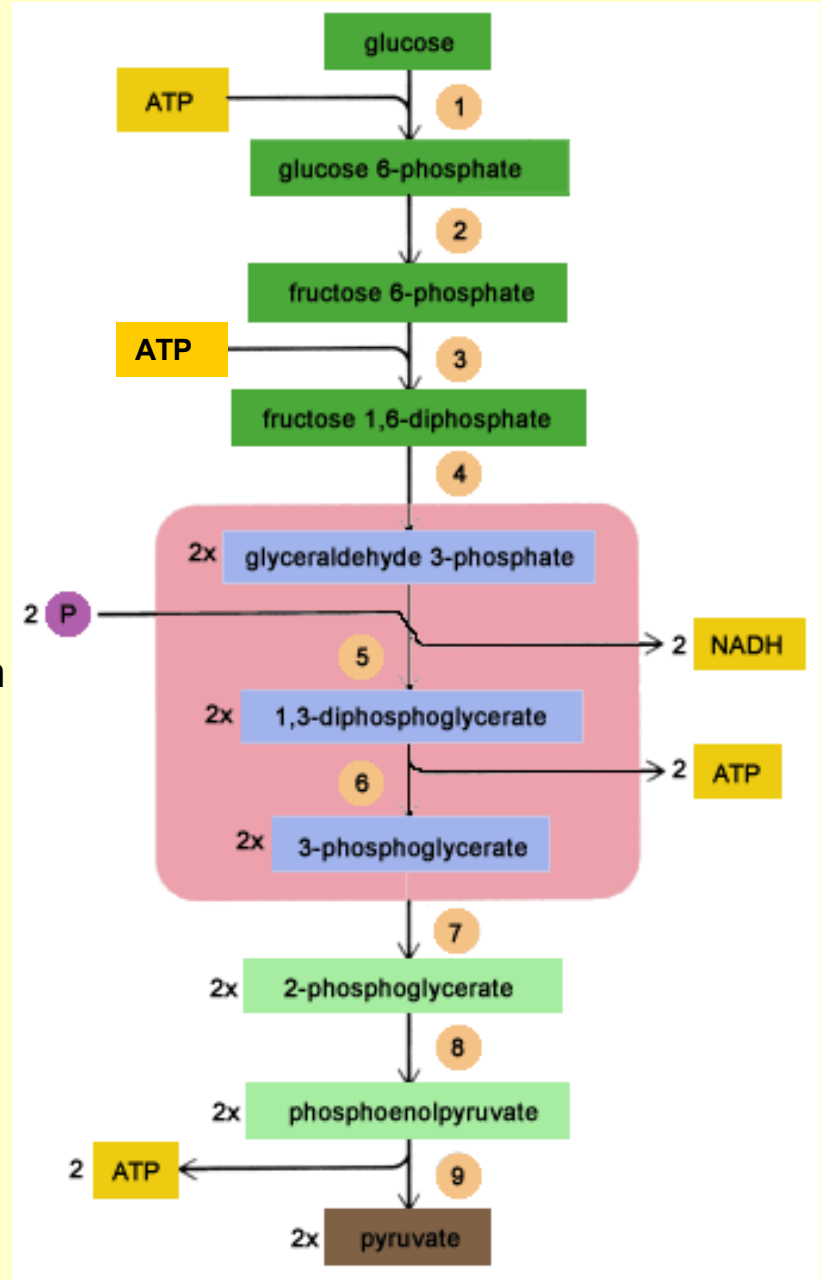 glucose
ATP
1
glucose 6-phosphate
2
fructose 6-phosphate
ATP
3
fructose 1,6-diphosphate
4
2x glyceraldehyde 3-phosphate
2 P
2 NADH
5
n
2x 1,3-diphosphoglycerate
2 ATP
6
2x 3-phosphoglycerate
7
2x 2-phosphoglycerate
8
2x phosphoenolpyruvate
2 ATP
9
2x pyruvate